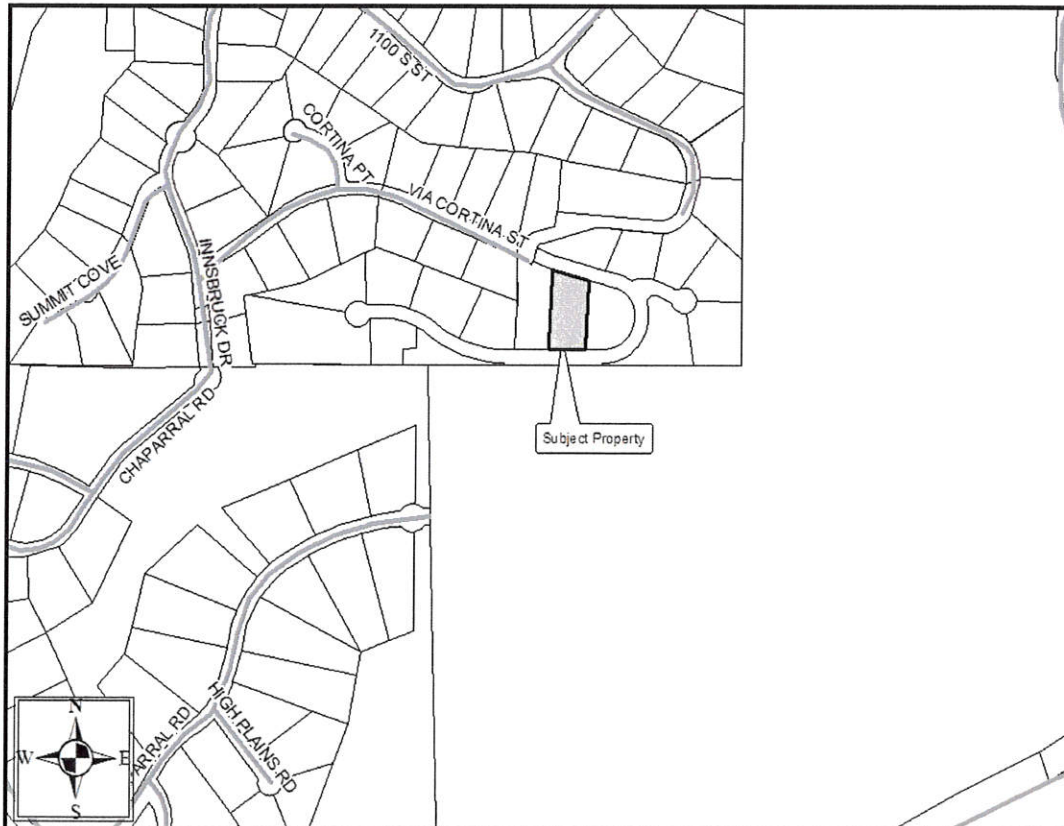 1100 S ST
CORTINA PT
VIA CORTINA ST
INNSBRUCK DR
SUMMIT COVE
CHAPARRAL RD
Subject Property
HIGH PLAINS RD
ARRAL RD
N
W E
S